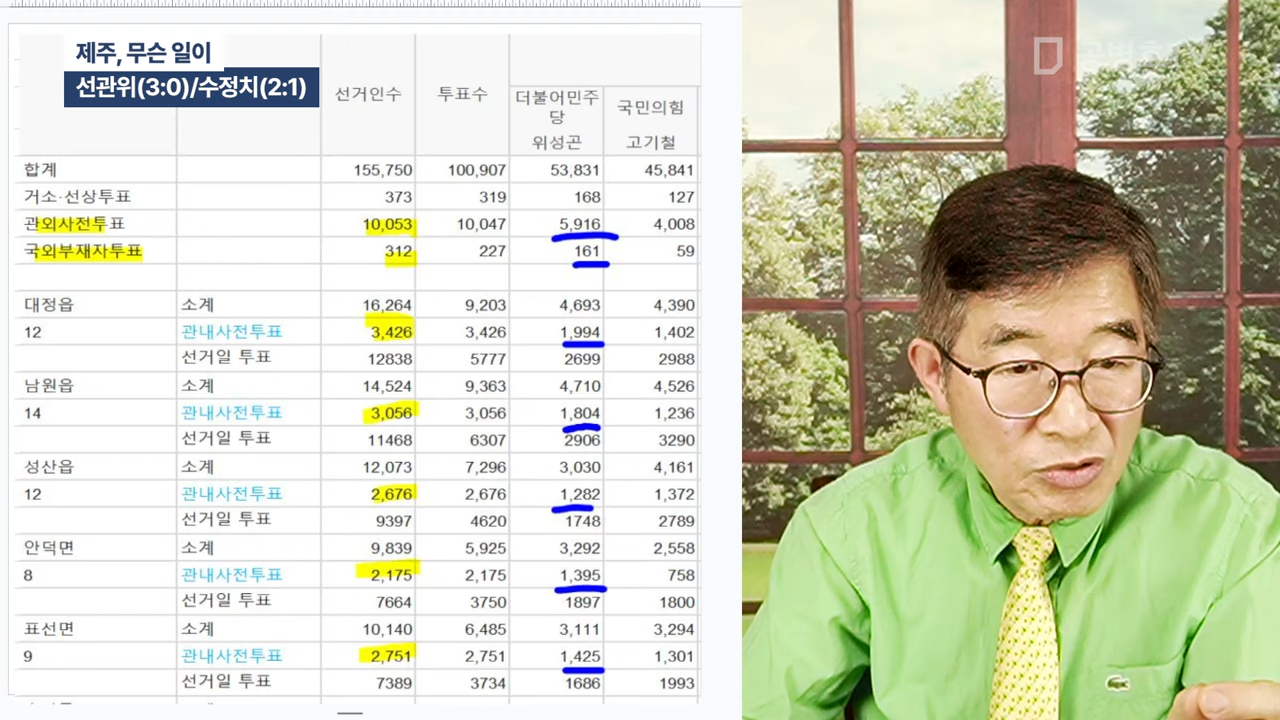 제주, 무슨 일이
선관위(3:0)/수정치(2:1)
공병호TV
선거인수 투표수 더불어민주당 국민의힘
위성곤 고기철
합계 155,750 100,907 53,831 45,841
거소·선상투표 373 319 168 127
관외사전투표 10,053 10,047 5,916 4,008
국외부재자투표 312 227 161 59
대정읍 소계 16,264 9,203 4,693 4,390
12 관내사전투표 3,426 3,426 1,994 1,402
선거일 투표 12838 5777 2699 2988
남원읍 소계 14,524 9,363 4,710 4,526
14 관내사전투표 3,056 3,056 1,804 1,236
선거일 투표 11468 6307 2906 3290
성산읍 소계 12,073 7,296 3,030 4,161
12 관내사전투표 2,676 2,676 1,282 1,372
선거일 투표 9397 4620 1748 2789
안덕면 소계 9,839 5,925 3,292 2,558
8 관내사전투표 2,175 2,175 1,395 758
선거일 투표 7664 3750 1897 1800
표선면 소계 10,140 6,485 3,111 3,294
9 관내사전투표 2,751 2,751 1,425 1,301
선거일 투표 7389 3734 1686 1993